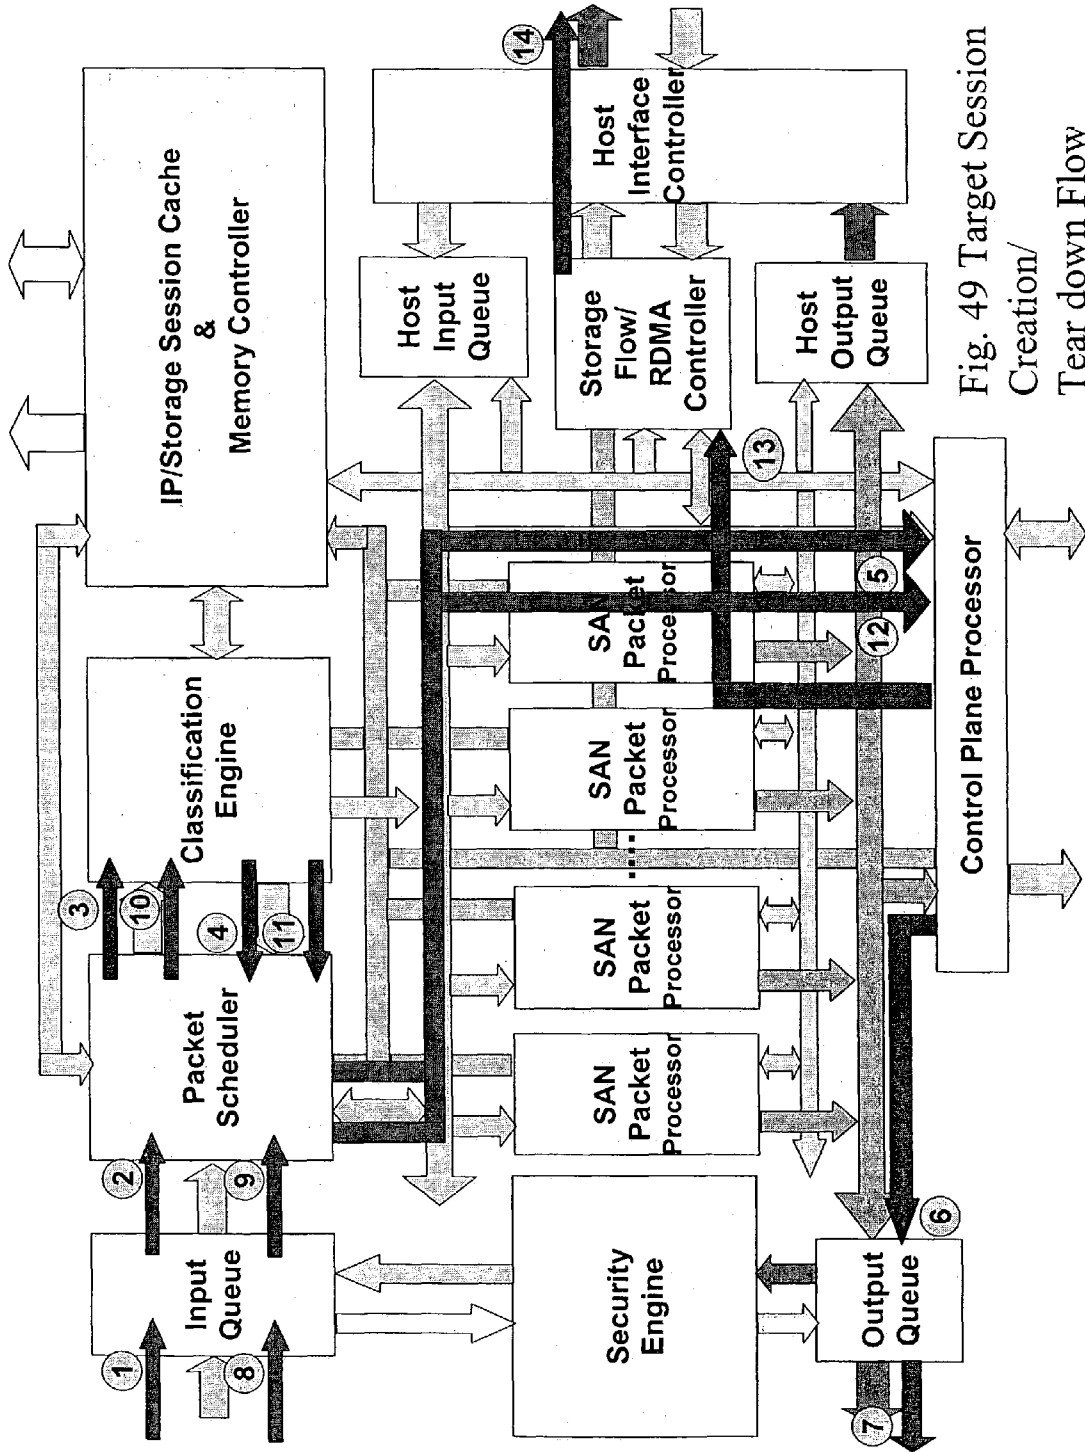 1
8
Input
Queue
2
9
Packet
Scheduler
3
10
4
11
Classification
Engine
IP/Storage Session Cache
&
Memory Controller
Security
Engine
SAN
Packet
Processor
SAN
Packet
Processor
.....
SAN
Packet
Processor
SAN
Packet
Processor
Host
Input
Queue
Storage
Flow/
RDMA
Controller
Host
Output
Queue
Host
Interface
Controller
14
13
5
12
7
Output
Queue
6
Control Plane Processor
Fig. 49 Target Session
Creation/
Tear down Flow